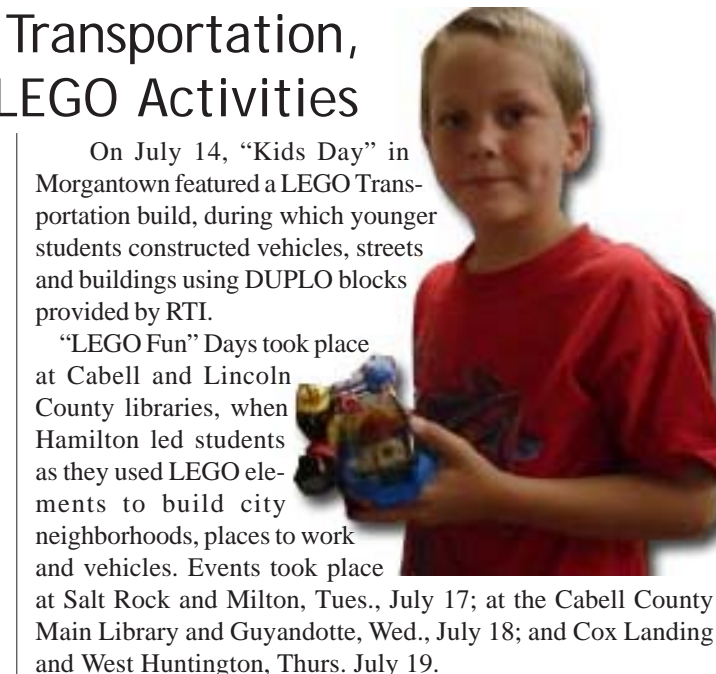 Transportation,
LEGO Activities
On July 14, “Kids Day” in
Morgantown featured a LEGO Trans-
portation build, during which younger
students constructed vehicles, streets
and buildings using DUPLO blocks
provided by RTI.
“LEGO Fun” Days took place
at Cabell and Lincoln
County libraries, when
Hamilton led students
as they used LEGO ele-
ments to build city
neighborhoods, places to work
and vehicles. Events took place
at Salt Rock and Milton, Tues., July 17; at the Cabell County
Main Library and Guyandotte, Wed., July 18; and Cox Landing
and West Huntington, Thurs. July 19.